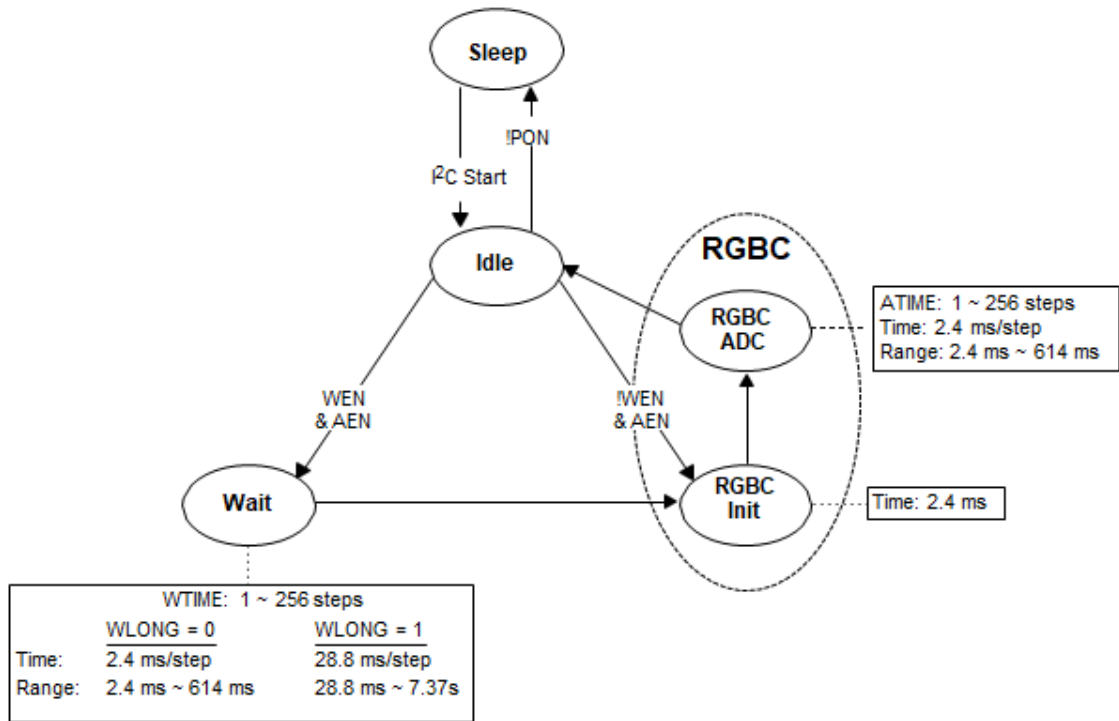 Sleep
!PON
I²C Start
Idle
RGBC
RGBC
ADC
ATIME: 1 ~ 256 steps
Time: 2.4 ms/step
Range: 2.4 ms ~ 614 ms
WEN
& AEN
!WEN
& AEN
Wait
RGBC
Init
Time: 2.4 ms
WTIME: 1 ~ 256 steps
WLONG = 0 WLONG = 1
Time: 2.4 ms/step 28.8 ms/step
Range: 2.4 ms ~ 614 ms 28.8 ms ~ 7.37s